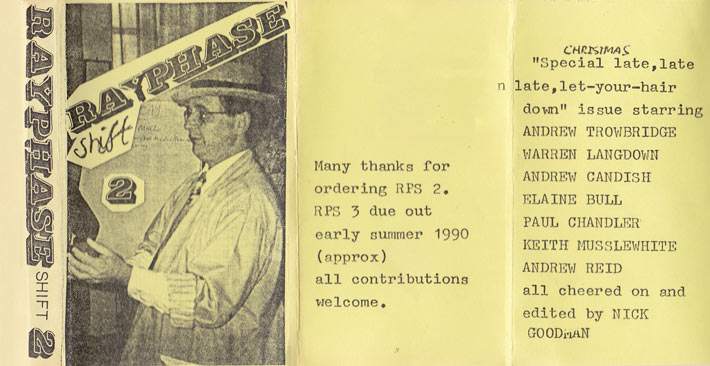 RAYPHASE SHIFT 2
RAYPHASE
shift
2
Many thanks for
ordering RPS 2.
RPS 3 due out
early summer 1990
(approx)
all contributions
welcome.
CHRISIMAS
"Special late,late
n late,let-your-hair
down" issue starring
ANDREW TROWBRIDGE
WARREN LANGDOWN
ANDREW CANDISH
ELAINE BULL
PAUL CHANDLER
KEITH MUSSLEWHITE
ANDREW REID
all cheered on and
edited by NICK
GOODMAN